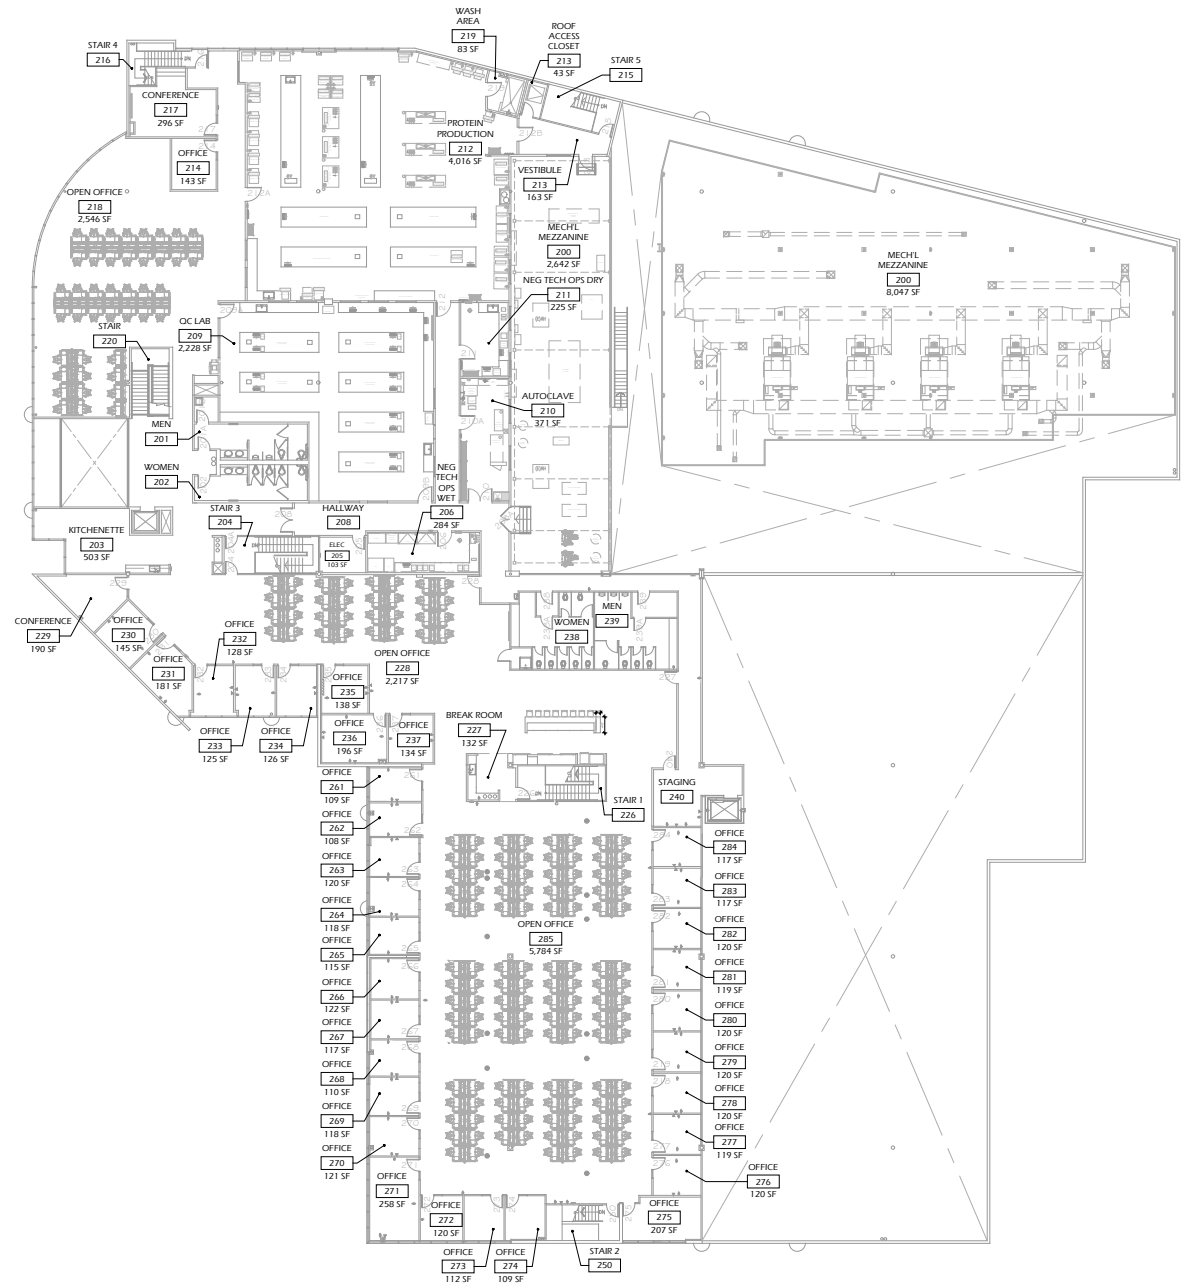 WASH
AREA
219
83 SF
ROOF
ACCESS
CLOSET
213
43 SF
STAIR 5
215
STAIR 4
216
CONFERENCE
217
296 SF
OFFICE
214
143 SF
PROTEIN
PRODUCTION
212
4,016 SF
VESTIBULE
213
163 SF
OPEN OFFICE
218
2,546 SF
MECH'L
MEZZANINE
200
2,642 SF
MECH'L
MEZZANINE
200
8,047 SF
NEG TECH OPS DRY
211
225 SF
QC LAB
209
2,228 SF
STAIR
220
AUTOCLAVE
210
371 SF
MEN
201
WOMEN
202
NEG
TECH
OPS
WET
206
284 SF
STAIR 3
204
HALLWAY
208
KITCHENETTE
203
503 SF
ELEC
205
103 SF
CONFERENCE
229
190 SF
OFFICE
230
145 SF
OFFICE
232
128 SF
OFFICE
231
181 SF
MEN
239
WOMEN
238
OPEN OFFICE
228
2,217 SF
OFFICE
235
138 SF
OFFICE
233
125 SF
OFFICE
234
126 SF
OFFICE
236
196 SF
OFFICE
237
134 SF
BREAK ROOM
227
132 SF
STAIR 1
226
STAGING
240
OFFICE
261
109 SF
OFFICE
262
108 SF
OFFICE
263
120 SF
OFFICE
264
118 SF
OFFICE
265
115 SF
OFFICE
266
122 SF
OFFICE
267
117 SF
OFFICE
268
110 SF
OFFICE
269
118 SF
OFFICE
270
121 SF
OFFICE
271
258 SF
OPEN OFFICE
285
5,784 SF
OFFICE
284
117 SF
OFFICE
283
117 SF
OFFICE
282
120 SF
OFFICE
281
119 SF
OFFICE
280
120 SF
OFFICE
279
120 SF
OFFICE
278
120 SF
OFFICE
277
119 SF
OFFICE
276
120 SF
OFFICE
275
207 SF
OFFICE
272
120 SF
OFFICE
273
112 SF
OFFICE
274
109 SF
STAIR 2
250